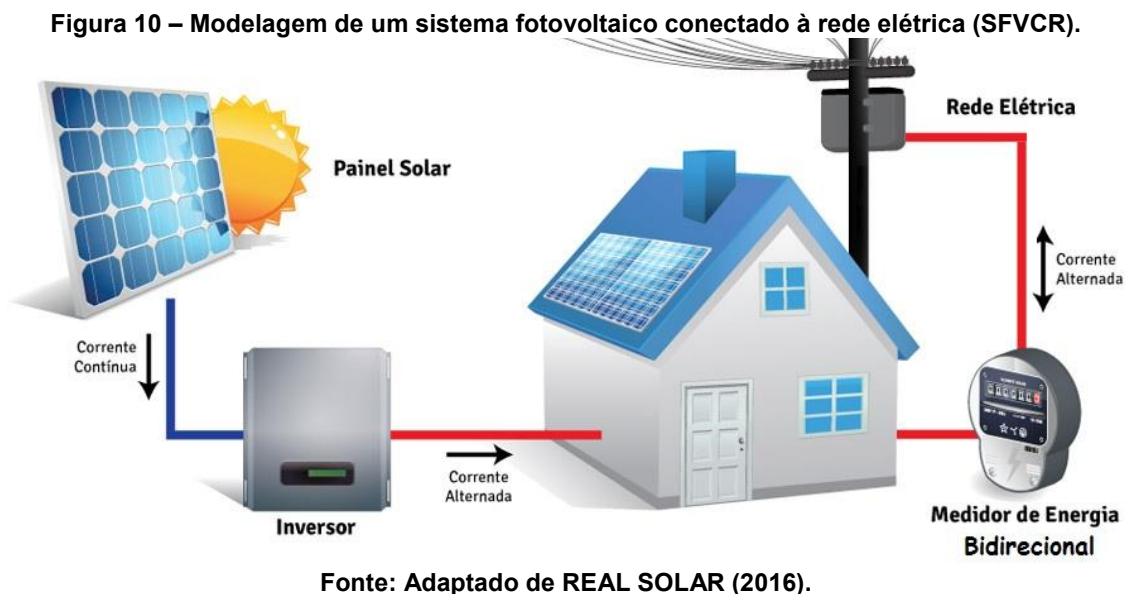 Figura 10 – Modelagem de um sistema fotovoltaico conectado à rede elétrica (SFVCR).
Rede Elétrica
Painel Solar
Corrente
Alternada
Corrente
Contínua
Corrente
Alternada
Inversor
Medidor de Energia
Bidirecional
Fonte: Adaptado de REAL SOLAR (2016).